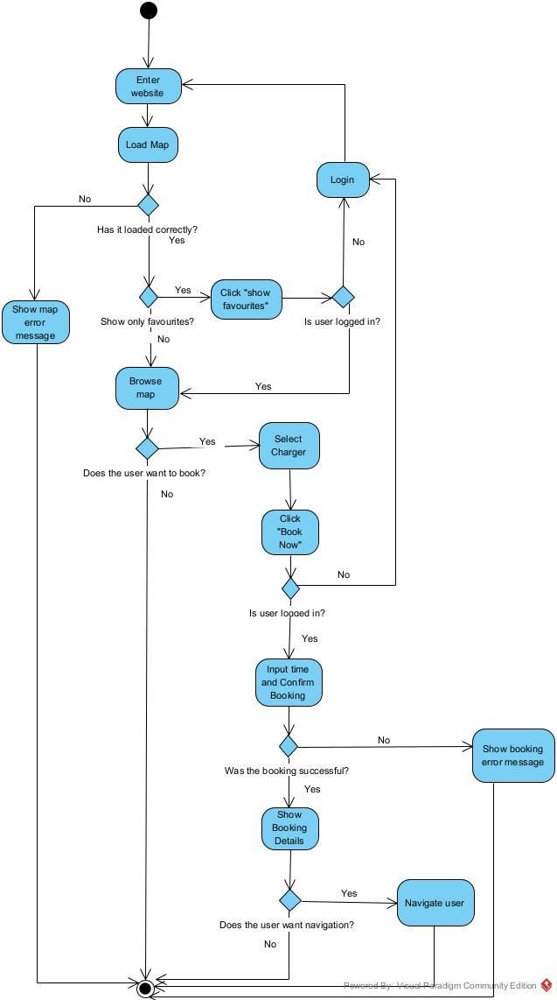 Enter
website
Load Map
Login
No
Has it loaded correctly?
Yes
No
Yes
Click "show
favourites"
Show map
error
message
Show only favourites?
Is user logged in?
No
Browse
map
Yes
Yes
Select
Charger
Does the user want to book?
No
Click
"Book
Now"
No
Is user logged in?
Yes
Input time
and Confirm
Booking
No
Show booking
error message
Was the booking successful?
Yes
Show
Booking
Details
Yes
Navigate user
Does the user want navigation?
No
Powered By: Visual Paradigm Community Edition